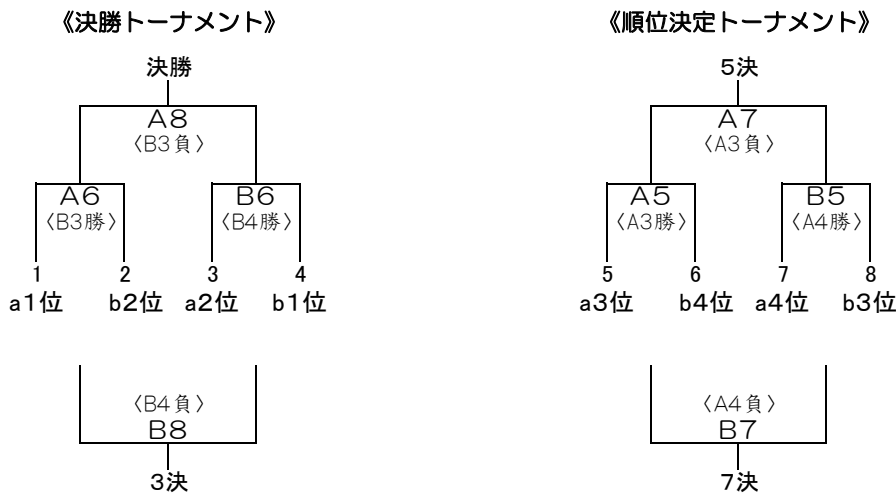 《決勝トーナメント》 《順位決定トーナメント》
決勝 5決
A8 A7
〈B3負〉 〈A3負〉
A6 B6 A5 B5
〈B3勝〉 〈B4勝〉 〈A3勝〉 〈A4勝〉
1 2 3 4 5 6 7 8
a1位 b2位 a2位 b1位 a3位 b4位 a4位 b3位
〈B4負〉 〈A4負〉
B8 B7
3決 7決